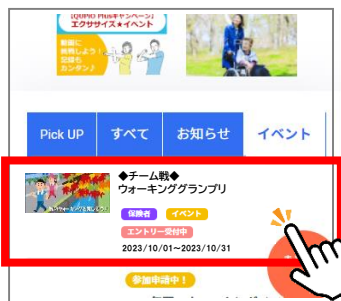 【QUPiO Plusキャンペーン】
エクササイズ★イベント
動画に
挑戦しよう！
記録も
カンタン♪
Pick UP
すべて
お知らせ
イベント
◆チーム戦◆
ウォーキンググランプリ
保険者
イベント
エントリー受付中
2023/10/01~2023/10/31
参加申請中！